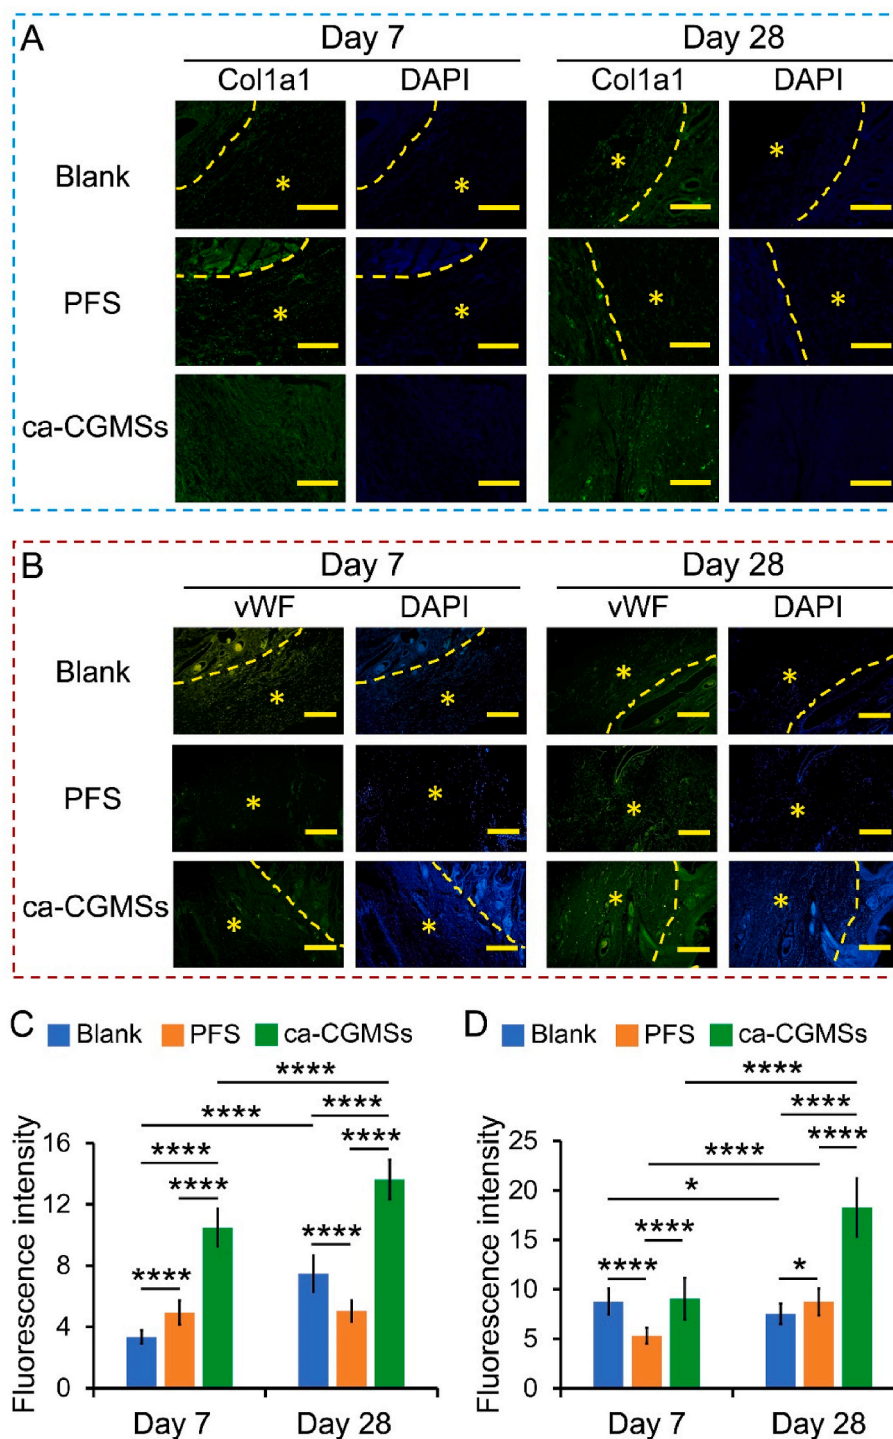 A
Day 7
Day 28
Col1a1
DAPI
Col1a1
DAPI
Blank
*
*
*
*
PFS
*
*
*
*
ca-CGMSs
B
Day 7
Day 28
vWF
DAPI
vWF
DAPI
Blank
*
*
*
*
PFS
*
*
*
*
ca-CGMSs
*
*
*
*
C
Blank
PFS
ca-CGMSs
****
****
****
****
****
****
****
****
Fluorescence intensity
16
12
8
4
0
Day 7
Day 28
D
Blank
PFS
ca-CGMSs
****
****
****
****
*
****
****
*
Fluorescence intensity
25
20
15
10
5
0
Day 7
Day 28